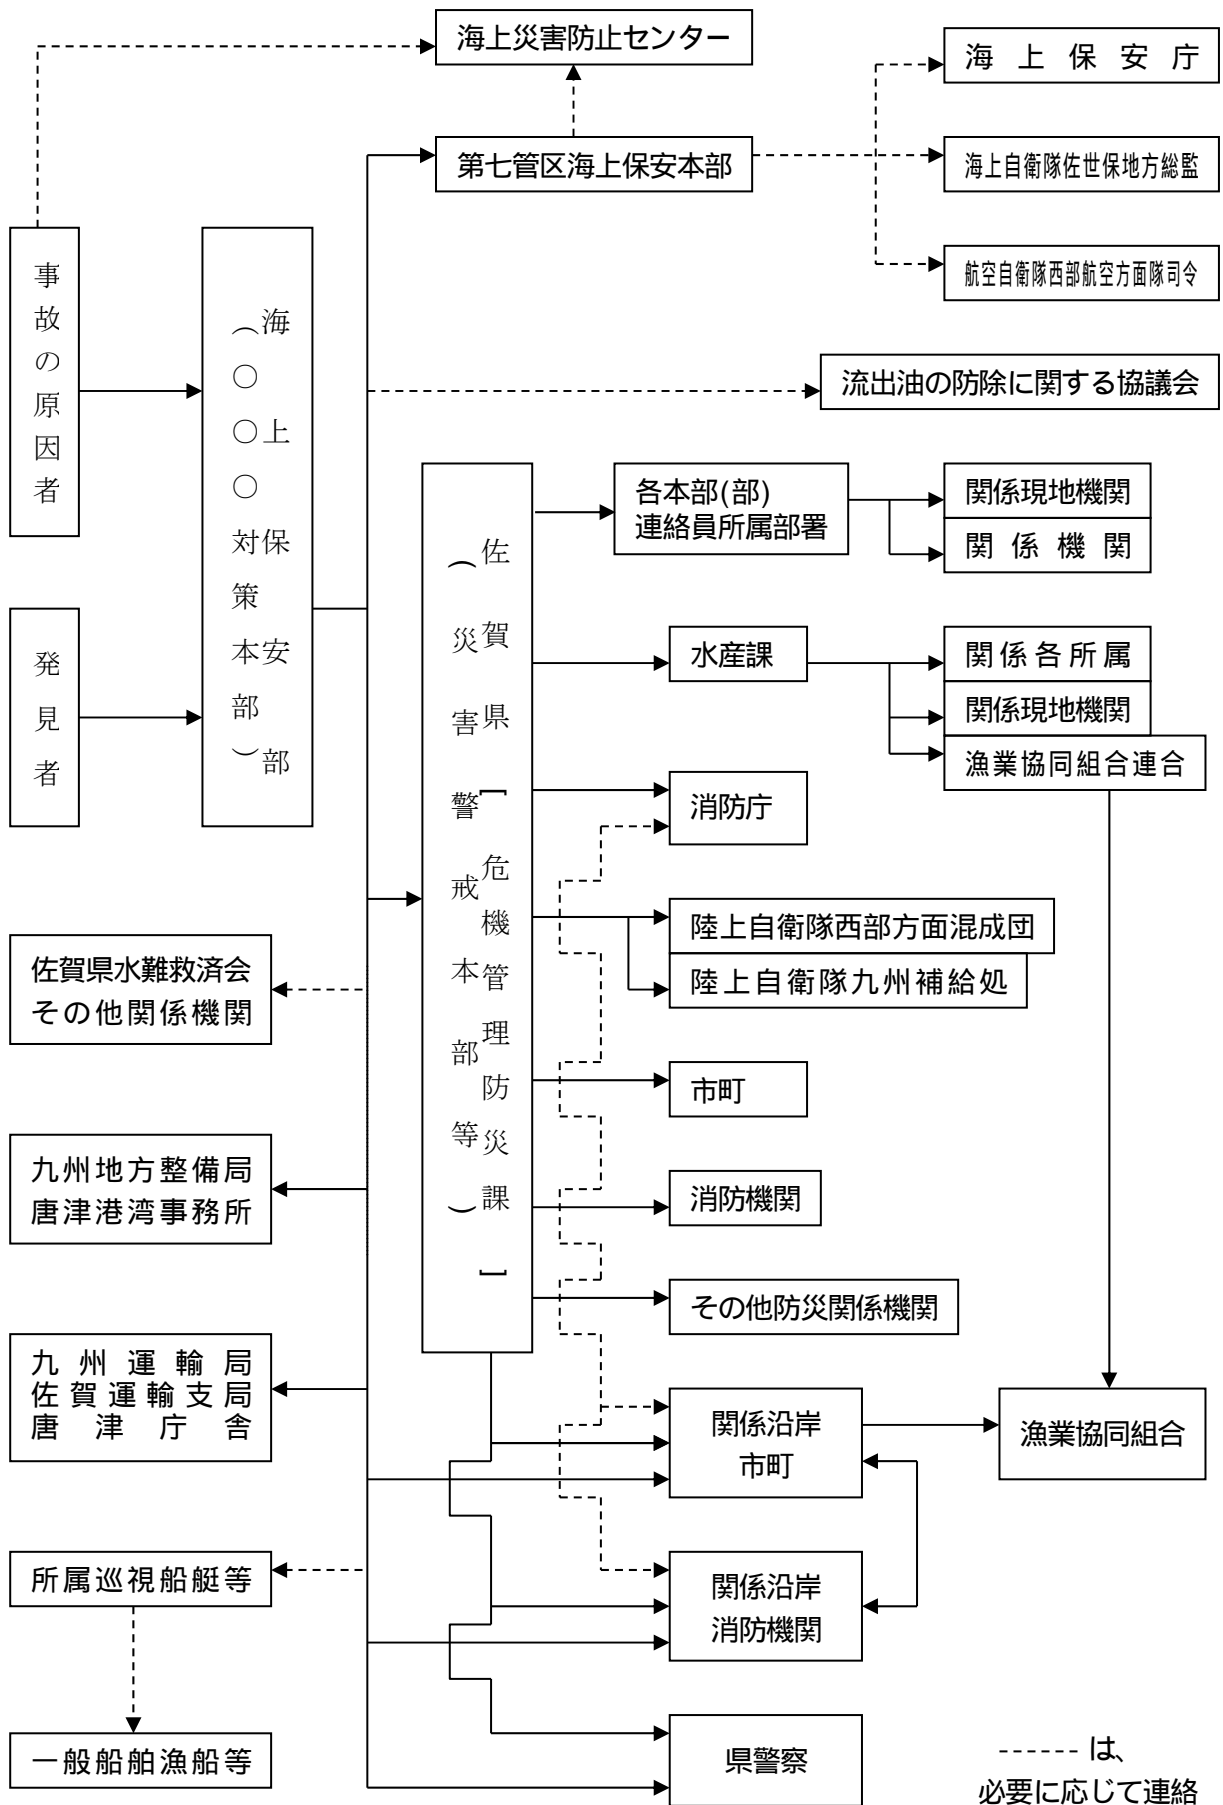 海上災害防止センター
海上保安庁
第七管区海上保安本部
海上自衛隊佐世保地方総監
航空自衛隊西部航空方面隊司令
事故の原因者
海上保安部
(○○○対策本部)
流出油の防除に関する協議会
佐賀県[危機管理防災課]
(災害警戒本部等)
各本部(部)
連絡員所属部署
関係現地機関
関係機関
発見者
水産課
関係各所属
関係現地機関
漁業協同組合連合
消防庁
陸上自衛隊西部方面混成団
陸上自衛隊九州補給処
佐賀県水難救済会
その他関係機関
市町
九州地方整備局
唐津港湾事務所
消防機関
その他防災関係機関
九州運輸局
佐賀運輸支局
唐津庁舎
関係沿岸
市町
漁業協同組合
所属巡視船艇等
関係沿岸
消防機関
一般船舶漁船等
県警察
------は、
必要に応じて連絡